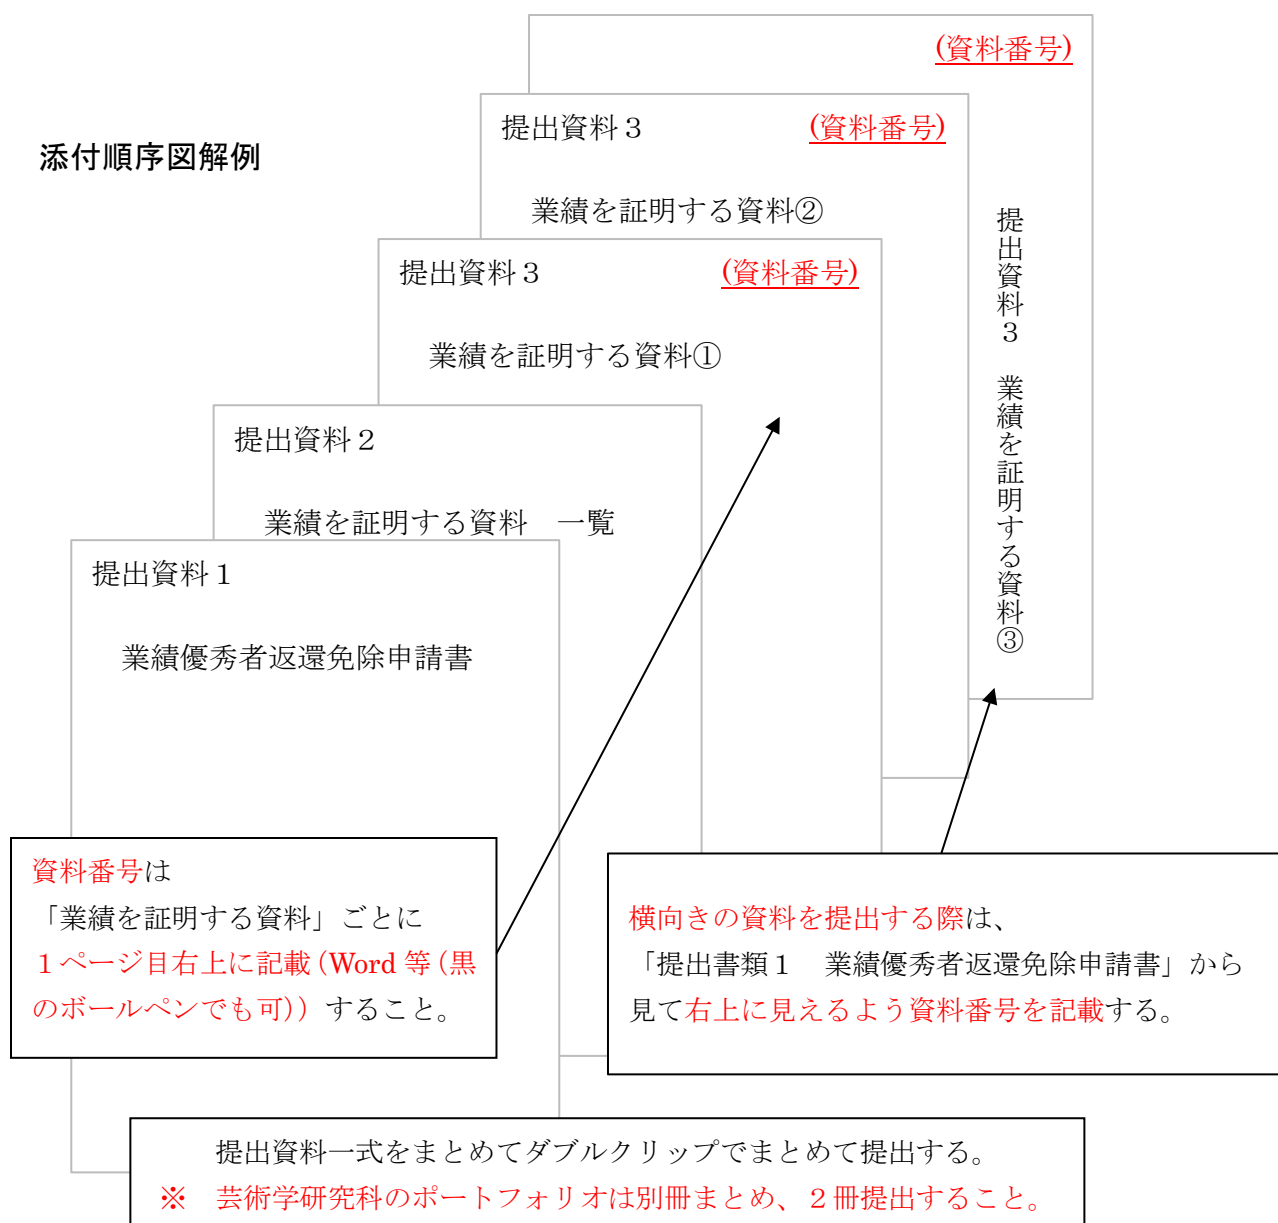 添付順序図解例
(資料番号)
提出資料３　業績を証明する資料③
提出資料３　(資料番号)
業績を証明する資料②
提出資料３　(資料番号)
業績を証明する資料①
提出資料２
業績を証明する資料　一覧
提出資料１
業績優秀者返還免除申請書
資料番号は
「業績を証明する資料」ごとに
１ページ目右上に記載（Word 等（黒
のボールペンでも可））すること。
横向きの資料を提出する際は、
「提出書類１　業績優秀者返還免除申請書」から
見て右上に見えるよう資料番号を記載する。
提出資料一式をまとめてダブルクリップでまとめて提出する。
※　芸術学研究科のポートフォリオは別冊まとめ、２冊提出すること。